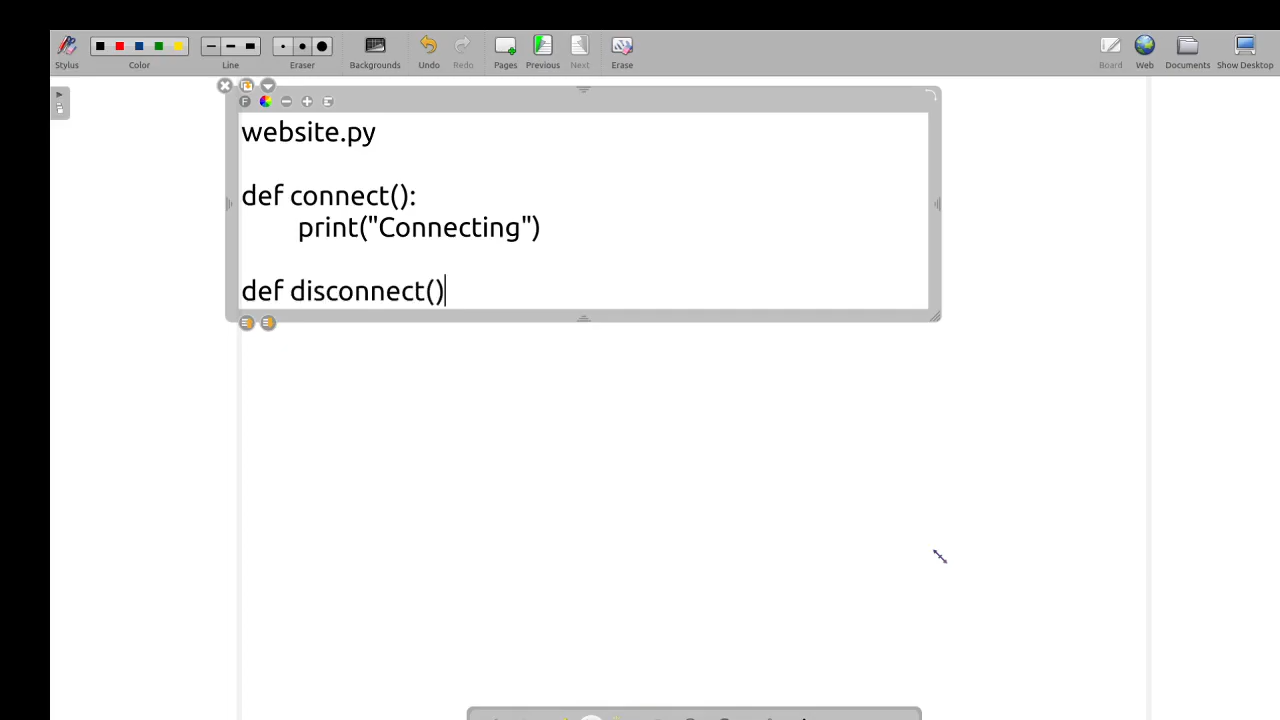 Stylus
Color
Line
Eraser
Backgrounds
Undo
Redo
Pages
Previous
Next
Erase
Board
Web
Documents
Show Desktop
F
website.py
def connect():
print("Connecting")
def disconnect()